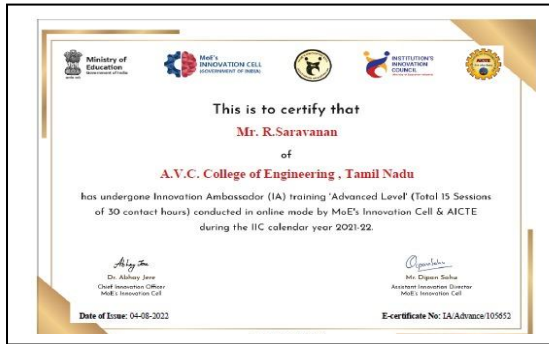 Ministry of
Education
Government of India
MoE's
INNOVATION CELL
(GOVERNMENT OF INDIA)
INSTITUTION'S
INNOVATION
COUNCIL
This is to certify that
Mr. R.Saravanan
of
A.V.C. College of Engineering , Tamil Nadu
has undergone Innovation Ambassador (IA) training 'Advanced Level' (Total 15 Sessions
of 30 contact hours) conducted in online mode by MoE's Innovation Cell & AICTE
during the IIC calendar year 2021-22.
Dr. Abhay Jere
Chief Innovation Officer
MoE's Innovation Cell
Mr. Dipan Sahu
Assistant Innovation Director
MoE's Innovation Cell
Date of Issue: 04-08-2022
E-certificate No: IA/Advance/105652